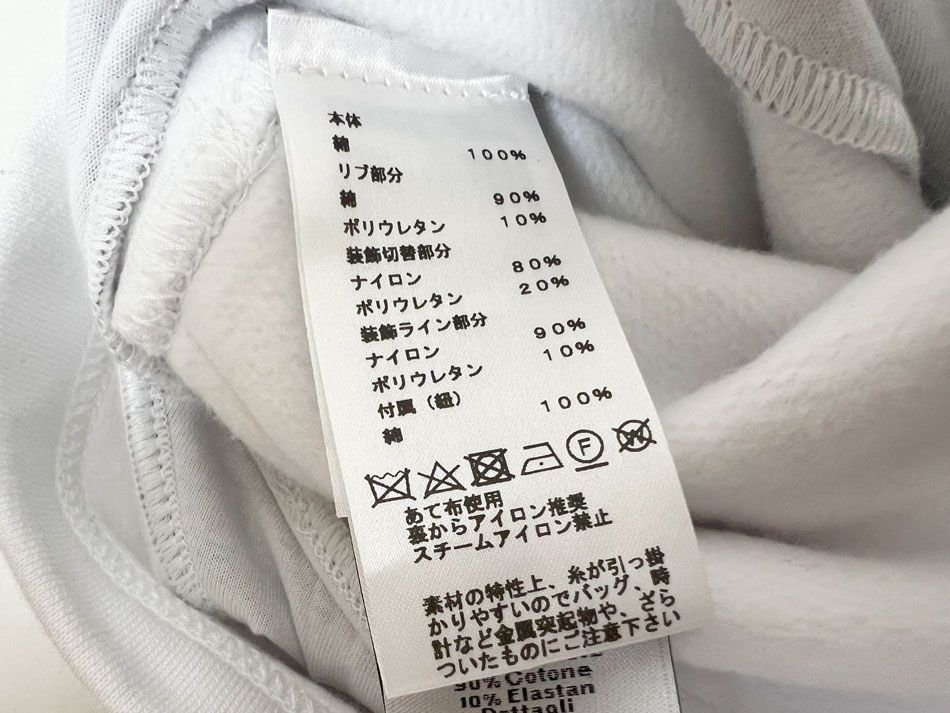 本体
綿 100%
リブ部分
綿 90%
ポリウレタン 10%
装飾切替部分
ナイロン 80%
ポリウレタン 20%
装飾ライン部分
ナイロン 90%
ポリウレタン 10%
付属（紐）
綿 100%
F W
あて布使用
裏からアイロン推奨
スチームアイロン禁止
素材の特性上、糸が引っ掛
かりやすいのでバッグ、時
計など金属突起物や、ざら
ついたものにご注意下さい
90% Cotone
10% Elastan
Dettagli